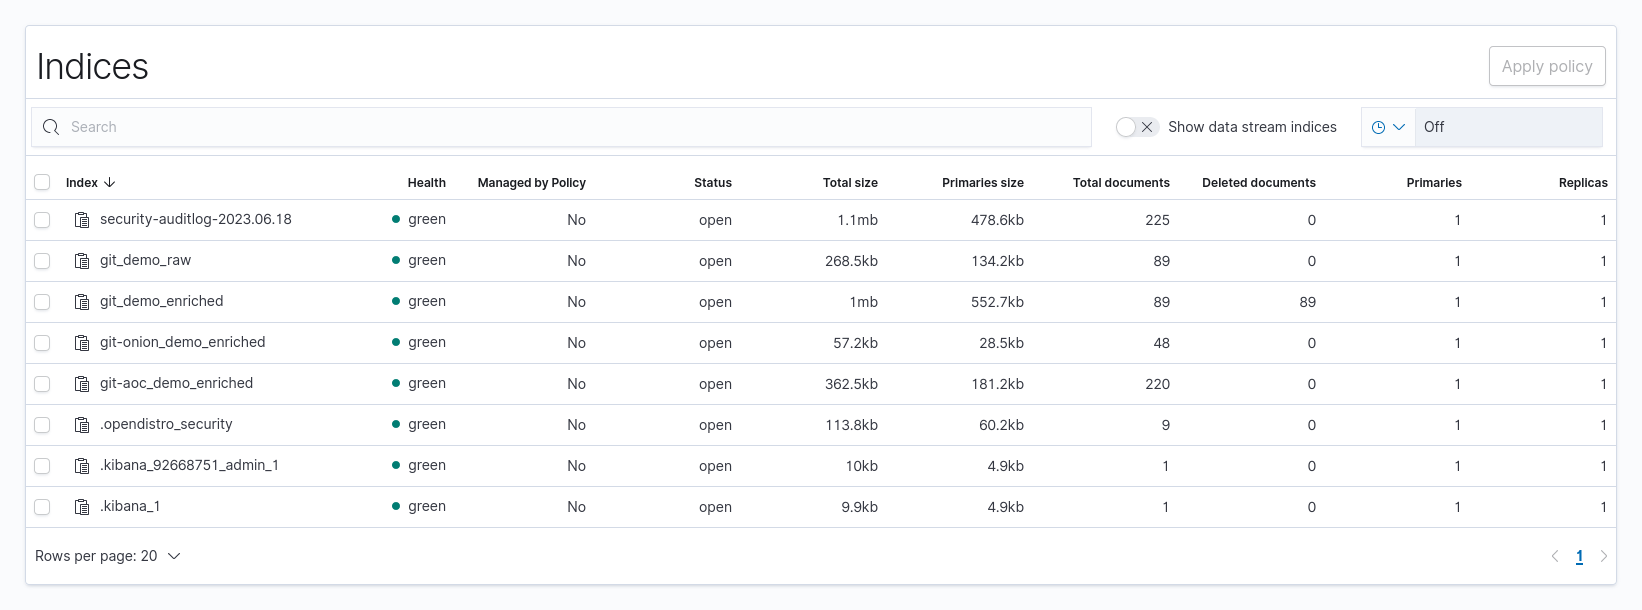 Indices
Apply policy
Search
Show data stream indices
Off
Index Health Managed by Policy Status Total size Primaries size Total documents Deleted documents Primaries Replicas
security-auditlog-2023.06.18 green No open 1.1mb 478.6kb 225 0 1 1
git_demo_raw green No open 268.5kb 134.2kb 89 0 1 1
git_demo_enriched green No open 1mb 552.7kb 89 89 1 1
git-onion_demo_enriched green No open 57.2kb 28.5kb 48 0 1 1
git-aoc_demo_enriched green No open 362.5kb 181.2kb 220 0 1 1
.opendistro_security green No open 113.8kb 60.2kb 9 0 1 1
.kibana_92668751_admin_1 green No open 10kb 4.9kb 1 0 1 1
.kibana_1 green No open 9.9kb 4.9kb 1 0 1 1
Rows per page: 20
1